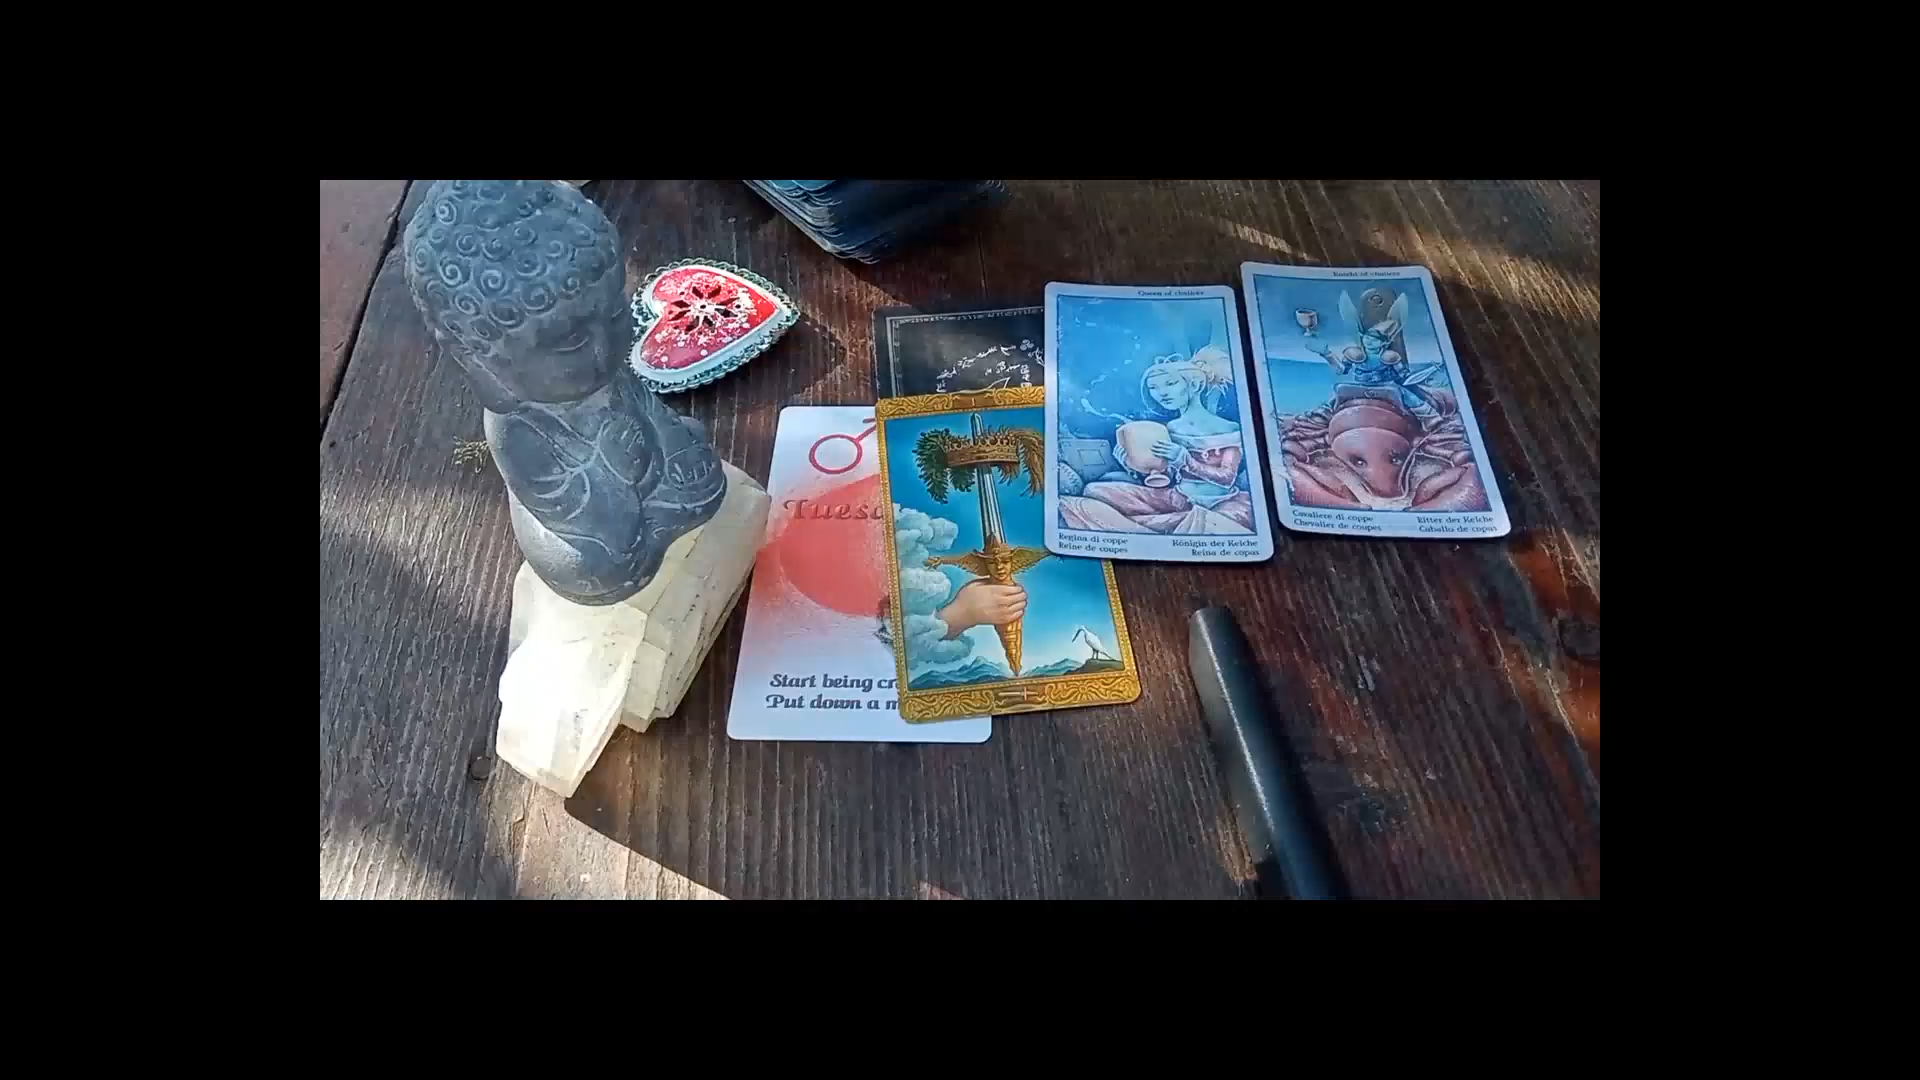 Tues
Start being
Put down a
Queen of chalices
Regina di coppe
Reine de coupes
Königin der Kelche
Reina de copas
Knight of chalices
Cavaliere di coppe
Chevalier de coupes
Ritter der Kelche
Caballo de copas